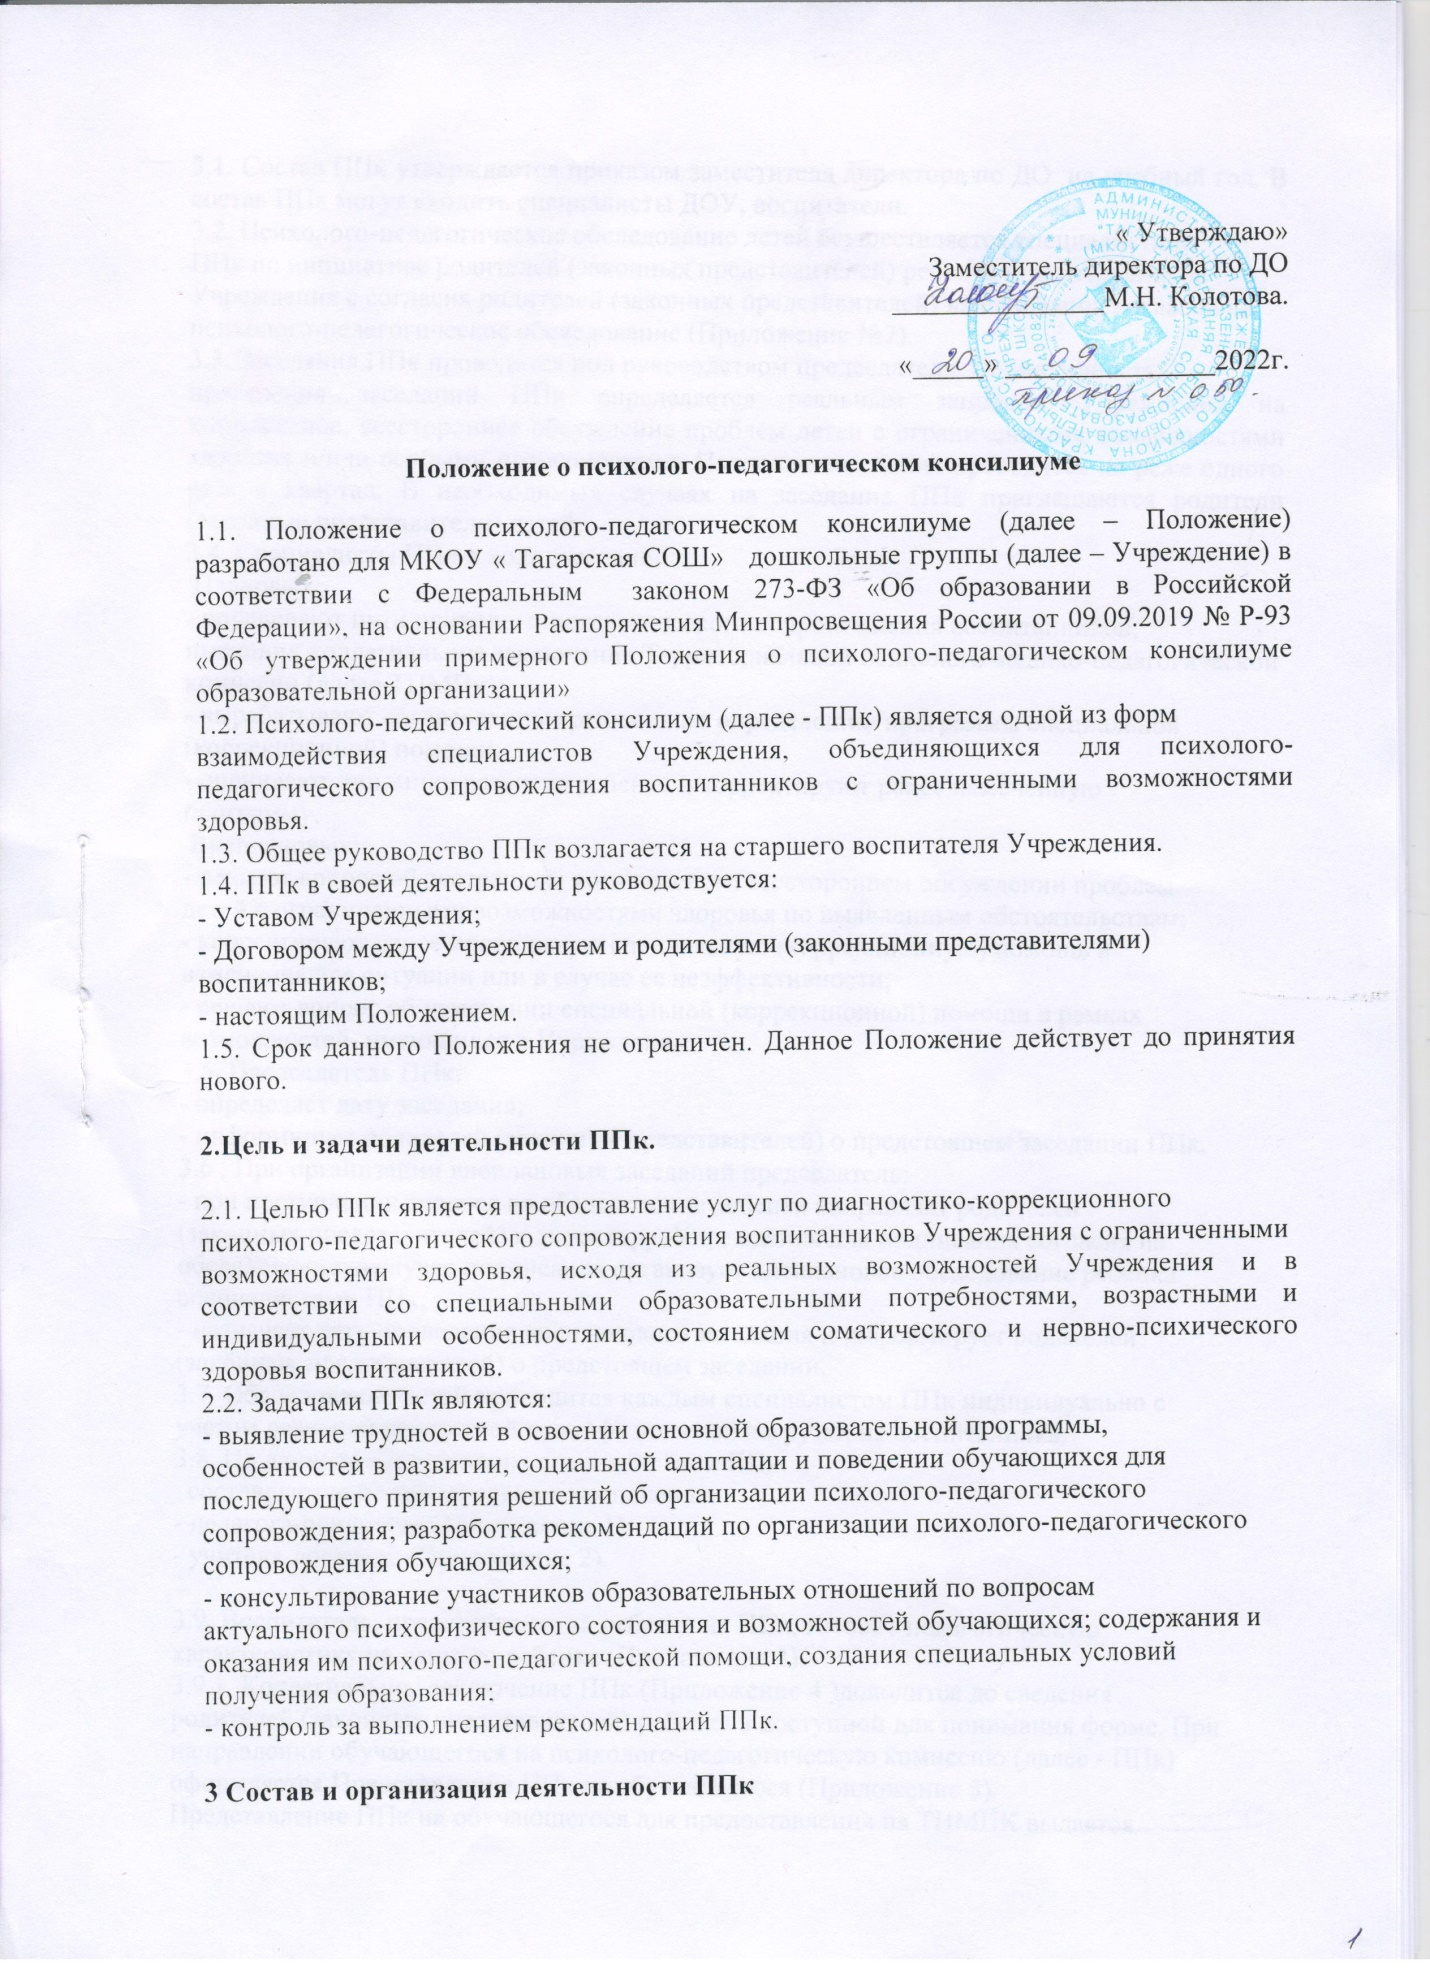 « Утверждаю»
Заместитель директора по ДО
М.Н. Колотова.
« 20 » 09 2022г.
приказ № 050.
Положение о психолого-педагогическом консилиуме
1.1. Положение о психолого-педагогическом консилиуме (далее – Положение)
разработано для МКОУ « Тагарская СОШ» дошкольные группы (далее – Учреждение) в
соответствии с Федеральным законом 273-ФЗ «Об образовании в Российской
Федерации», на основании Распоряжения Минпросвещения России от 09.09.2019 № Р-93
«Об утверждении примерного Положения о психолого-педагогическом консилиуме
образовательной организации»
1.2. Психолого-педагогический консилиум (далее - ППк) является одной из форм
взаимодействия специалистов Учреждения, объединяющихся для психолого-
педагогического сопровождения воспитанников с ограниченными возможностями
здоровья.
1.3. Общее руководство ППк возлагается на старшего воспитателя Учреждения.
1.4. ППк в своей деятельности руководствуется:
- Уставом Учреждения;
- Договором между Учреждением и родителями (законными представителями)
воспитанников;
- настоящим Положением.
1.5. Срок данного Положения не ограничен. Данное Положение действует до принятия
нового.
2.Цель и задачи деятельности ППк.
2.1. Целью ППк является предоставление услуг по диагностико-коррекционного
психолого-педагогического сопровождения воспитанников Учреждения с ограниченными
возможностями здоровья, исходя из реальных возможностей Учреждения и в
соответствии со специальными образовательными потребностями, возрастными и
индивидуальными особенностями, состоянием соматического и нервно-психического
здоровья воспитанников.
2.2. Задачами ППк являются:
- выявление трудностей в освоении основной образовательной программы,
особенностей в развитии, социальной адаптации и поведении обучающихся для
последующего принятия решений об организации психолого-педагогического
сопровождения; разработка рекомендаций по организации психолого-педагогического
сопровождения обучающихся;
- консультирование участников образовательных отношений по вопросам
актуального психофизического состояния и возможностей обучающихся; содержания и
оказания им психолого-педагогической помощи, создания специальных условий
получения образования;
- контроль за выполнением рекомендаций ППк.
3 Состав и организация деятельности ППк
1